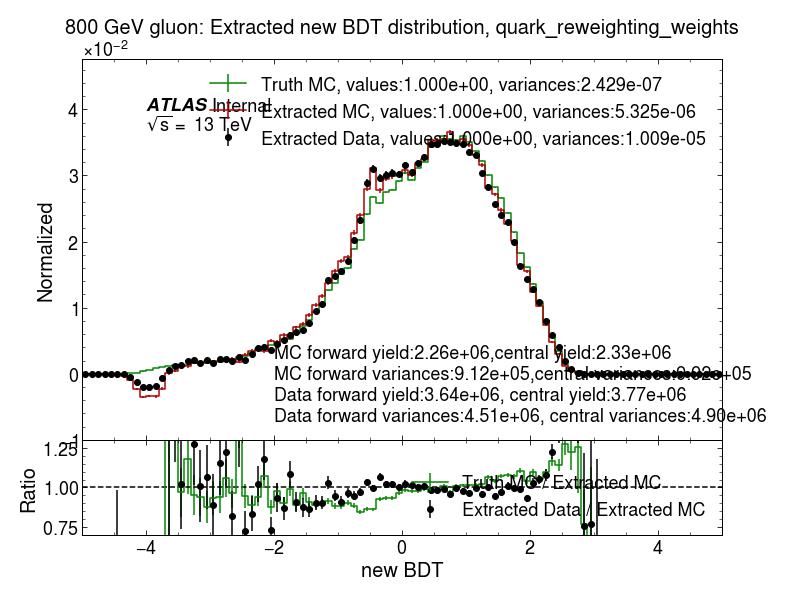 800 GeV gluon: Extracted new BDT distribution, quark_reweighting_weights
×10⁻²
Truth MC, values:1.000e+00, variances:2.429e-07
ATLAS Internal
Extracted MC, values:1.000e+00, variances:5.325e-06
√s = 13 TeV
Extracted Data, values:1.000e+00, variances:1.009e-05
4
3
2
1
0
Normalized
MC forward yield:2.26e+06,central yield:2.33e+06
MC forward variances:9.12e+05,central variances:9.92e+05
Data forward yield:3.64e+06, central yield:3.77e+06
Data forward variances:4.51e+06, central variances:4.90e+06
1.25
1.00
0.75
Ratio
Truth MC / Extracted MC
Extracted Data / Extracted MC
−4 −2 0 2 4
new BDT